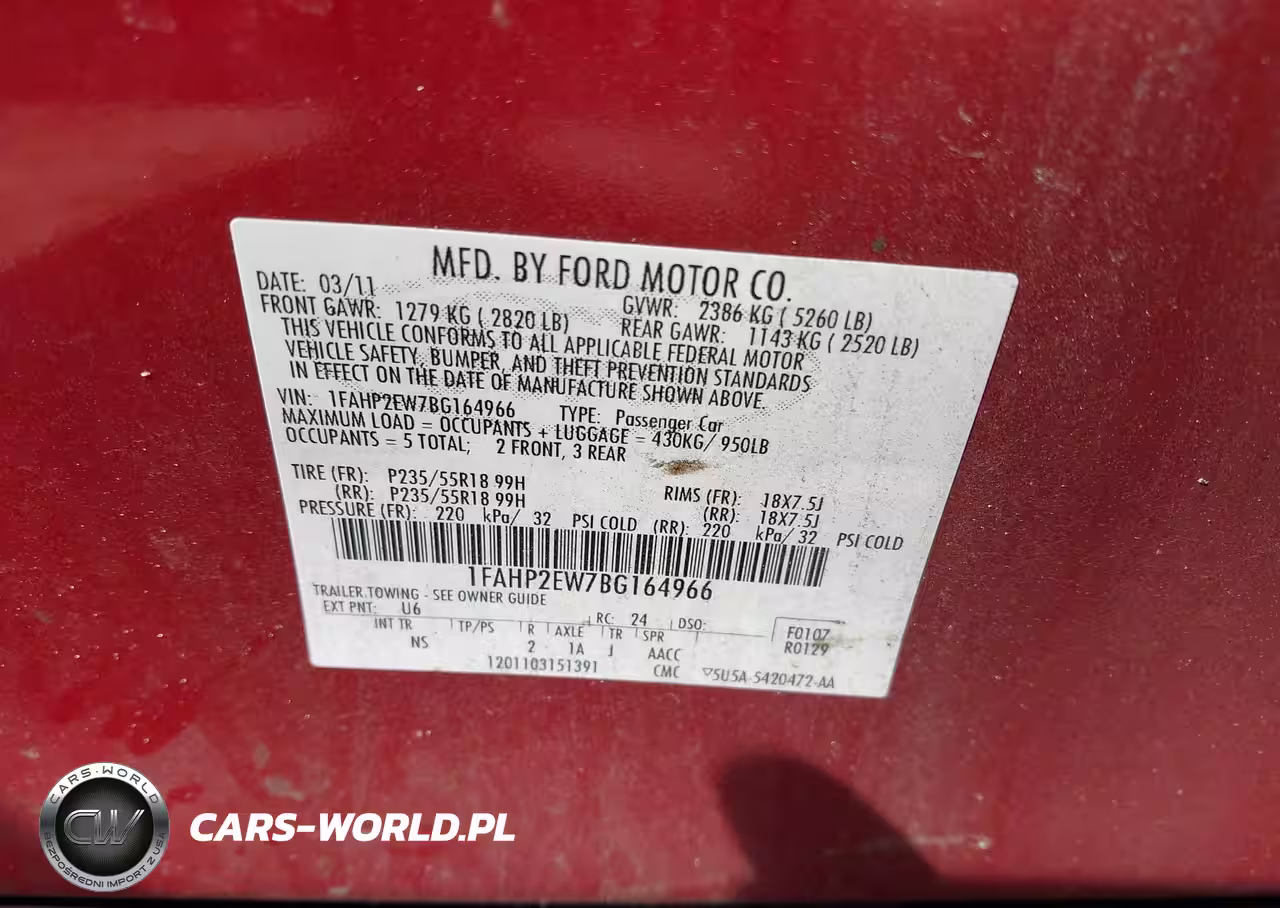 MFD. BY FORD MOTOR CO.
DATE: 03/11 GVWR: 2386 KG ( 5260 LB)
FRONT GAWR: 1279 KG ( 2820 LB) REAR GAWR: 1143 KG ( 2520 LB)
THIS VEHICLE CONFORMS TO ALL APPLICABLE FEDERAL MOTOR
VEHICLE SAFETY, BUMPER, AND THEFT PREVENTION STANDARDS
IN EFFECT ON THE DATE OF MANUFACTURE SHOWN ABOVE.
VIN: 1FAHP2EW7BG164966 TYPE: Passenger Car
MAXIMUM LOAD = OCCUPANTS + LUGGAGE = 430KG/ 950LB
OCCUPANTS = 5 TOTAL; 2 FRONT, 3 REAR
TIRE (FR): P235/55R18 99H RIMS (FR): 18X7.5J
(RR): P235/55R18 99H (RR): 18X7.5J
PRESSURE (FR): 220 kPa/ 32 PSI COLD (RR): 220 kPa/ 32 PSI COLD
1FAHP2EW7BG164966
TRAILER TOWING - SEE OWNER GUIDE
EXT PNT: U6 RC: 24 DSO: F0107
INT TR TP/PS R AXLE TR SPR R0129
NS 2 1A J AACC
1201103151391 CMC ▽5U5A-5420472-AA
CARS-WORLD
CW
BEZPOŚREDNI IMPORT Z USA
CARS-WORLD.PL